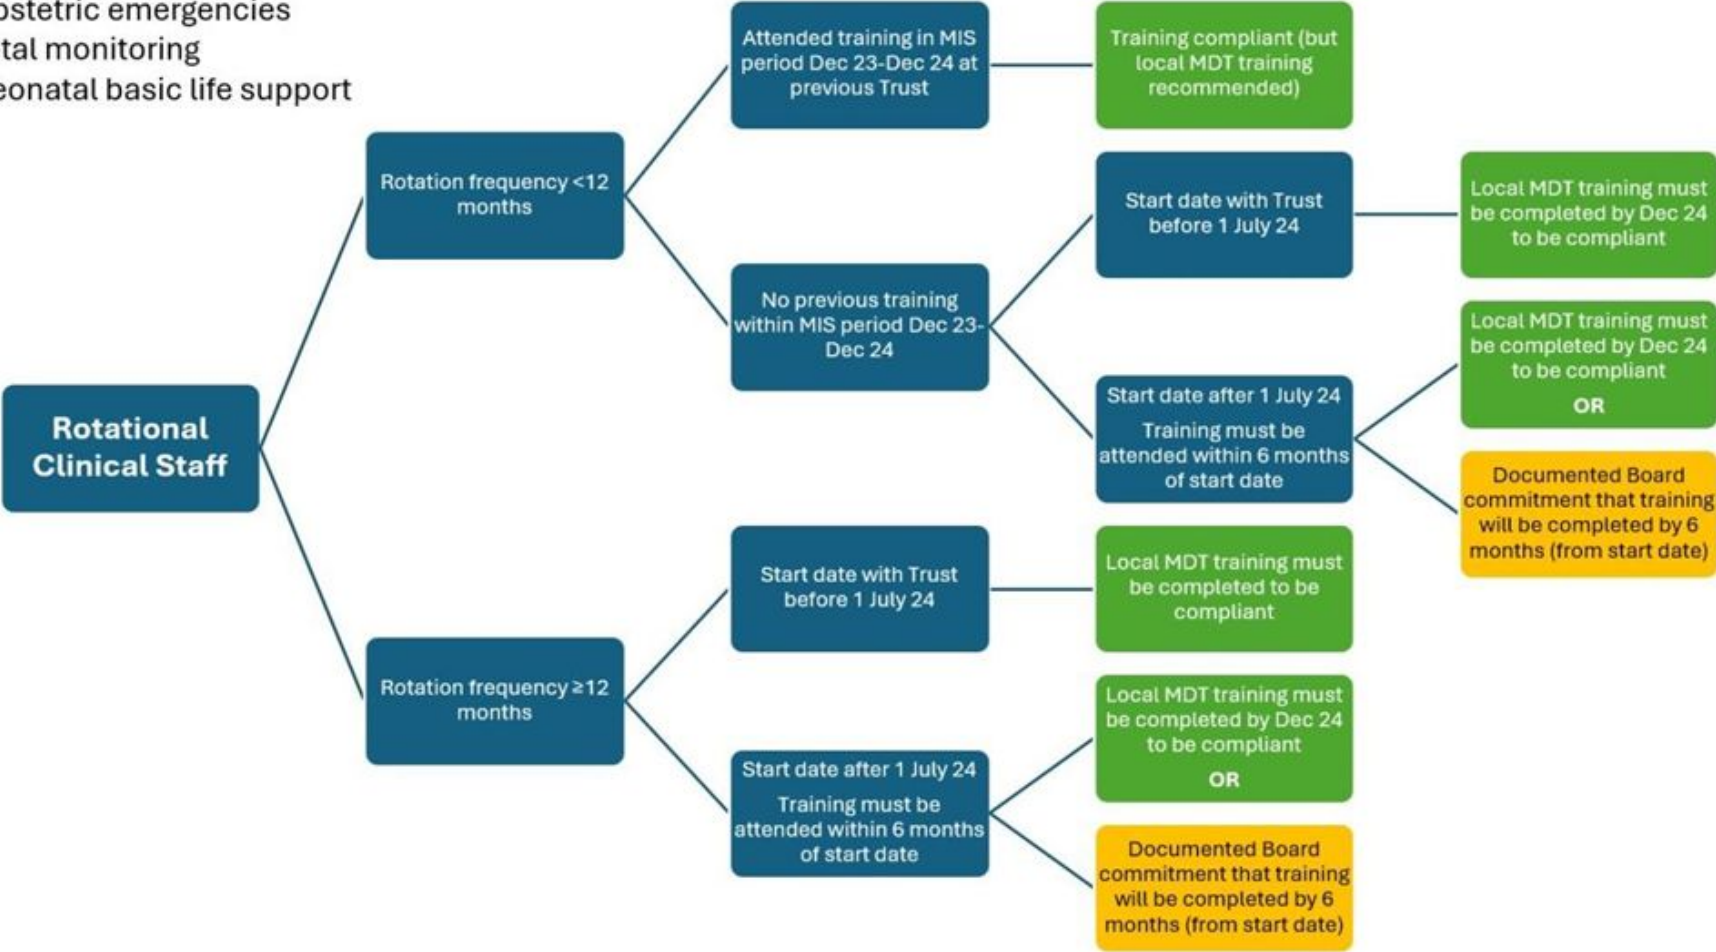 bstetric emergencies
tal monitoring
eonatal basic life support
Rotational
Clinical Staff
Rotation frequency <12
months
Attended training in MIS
period Dec 23-Dec 24 at
previous Trust
Training compliant (but
local MDT training
recommended)
No previous training
within MIS period Dec 23-
Dec 24
Start date with Trust
before 1 July 24
Local MDT training must
be completed by Dec 24
to be compliant
Start date after 1 July 24
Training must be
attended within 6 months
of start date
Local MDT training must
be completed by Dec 24
to be compliant
OR
Documented Board
commitment that training
will be completed by 6
months (from start date)
Rotation frequency ≥12
months
Start date with Trust
before 1 July 24
Local MDT training must
be completed to be
compliant
Start date after 1 July 24
Training must be
attended within 6 months
of start date
Local MDT training must
be completed by Dec 24
to be compliant
OR
Documented Board
commitment that training
will be completed by 6
months (from start date)